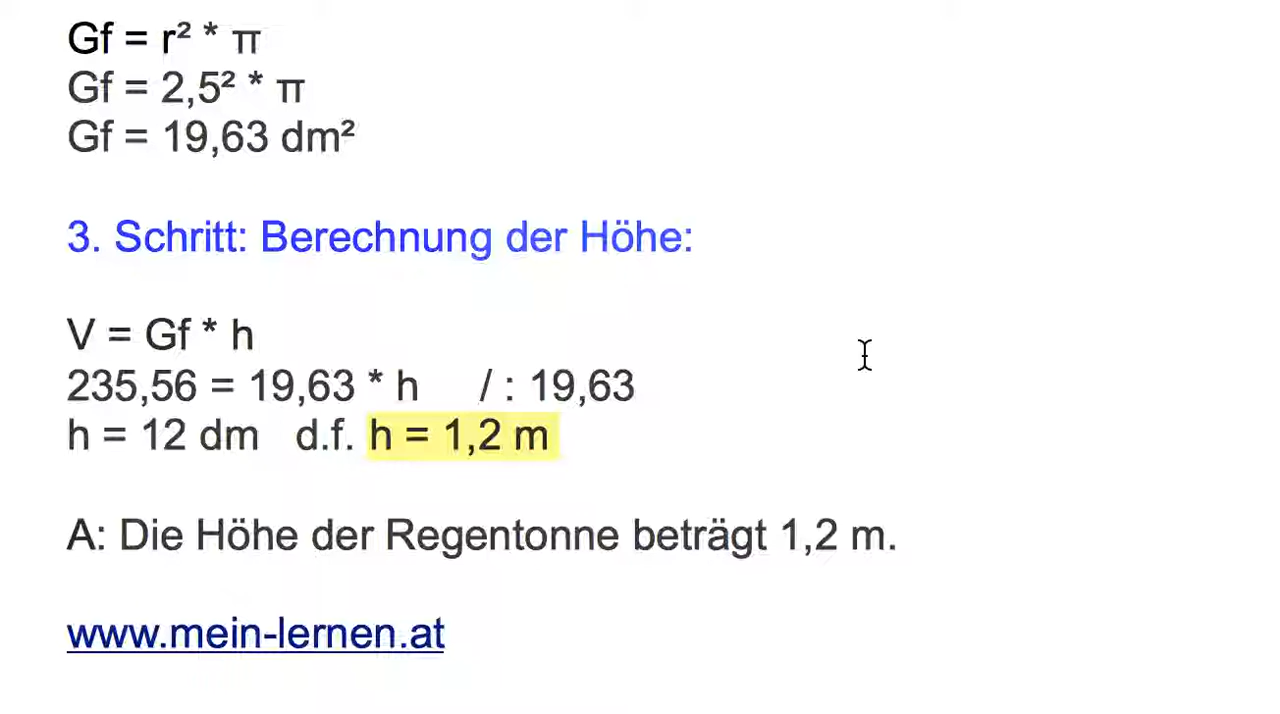 Gf = r² * π
Gf = 2,5² * π
Gf = 19,63 dm²
3. Schritt: Berechnung der Höhe:
V = Gf * h
235,56 = 19,63 * h / : 19,63
h = 12 dm d.f. h = 1,2 m
A: Die Höhe der Regentonne beträgt 1,2 m.
www.mein-lernen.at